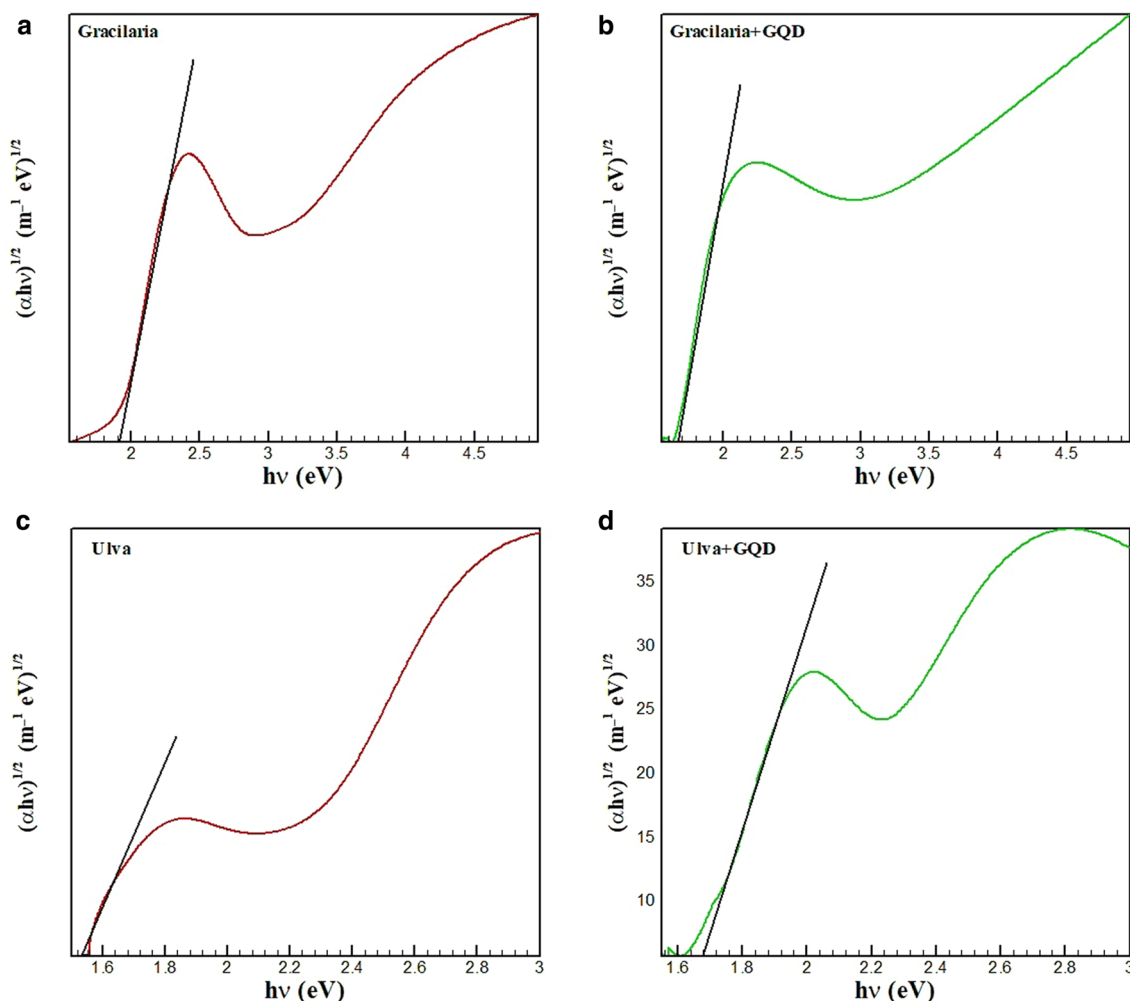 a
Gracilaria
(αhν)^1/2 (m⁻¹ eV)^1/2
2 2.5 3 3.5 4 4.5
hν (eV)
b
Gracilaria+GQD
(αhν)^1/2 (m⁻¹ eV)^1/2
2 2.5 3 3.5 4 4.5
hν (eV)
c
Ulva
(αhν)^1/2 (m⁻¹ eV)^1/2
1.6 1.8 2 2.2 2.4 2.6 2.8 3
hν (eV)
d
Ulva+GQD
(αhν)^1/2 (m⁻¹ eV)^1/2
35
30
25
20
15
10
1.6 1.8 2 2.2 2.4 2.6 2.8 3
hν (eV)